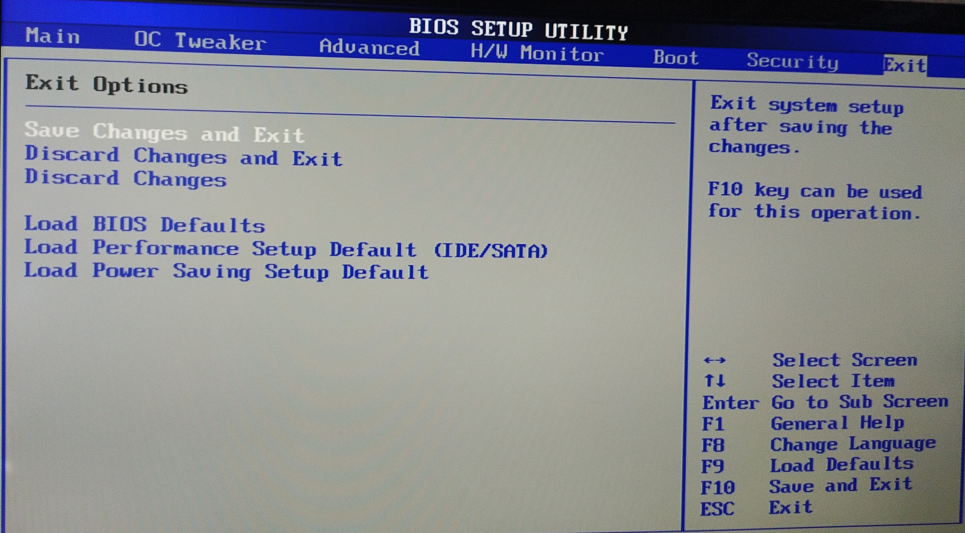 BIOS SETUP UTILITY
Main OC Tweaker Advanced H/W Monitor Boot Security Exit
Exit Options
Save Changes and Exit
Discard Changes and Exit
Discard Changes
Load BIOS Defaults
Load Performance Setup Default (IDE/SATA)
Load Power Saving Setup Default
Exit system setup
after saving the
changes.
F10 key can be used
for this operation.
↔ Select Screen
↑↓ Select Item
Enter Go to Sub Screen
F1 General Help
F8 Change Language
F9 Load Defaults
F10 Save and Exit
ESC Exit